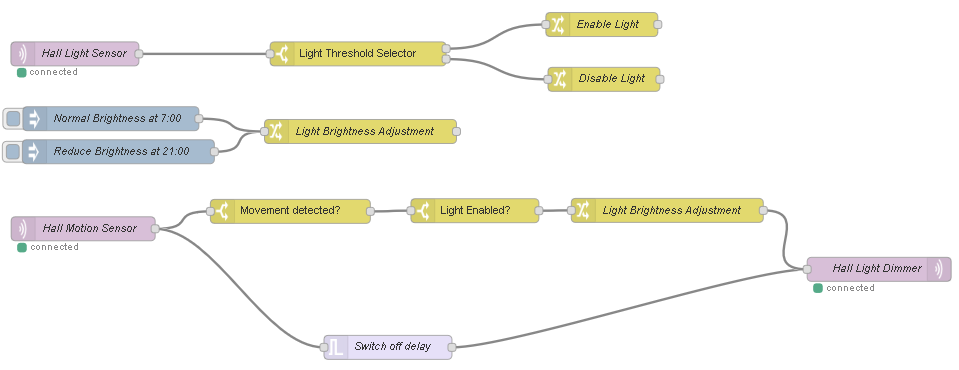 Enable Light
Hall Light Sensor
Light Threshold Selector
connected
Disable Light
Normal Brightness at 7:00
Light Brightness Adjustment
Reduce Brightness at 21:00
Movement detected?
Light Enabled?
Light Brightness Adjustment
Hall Motion Sensor
connected
Hall Light Dimmer
connected
Switch off delay